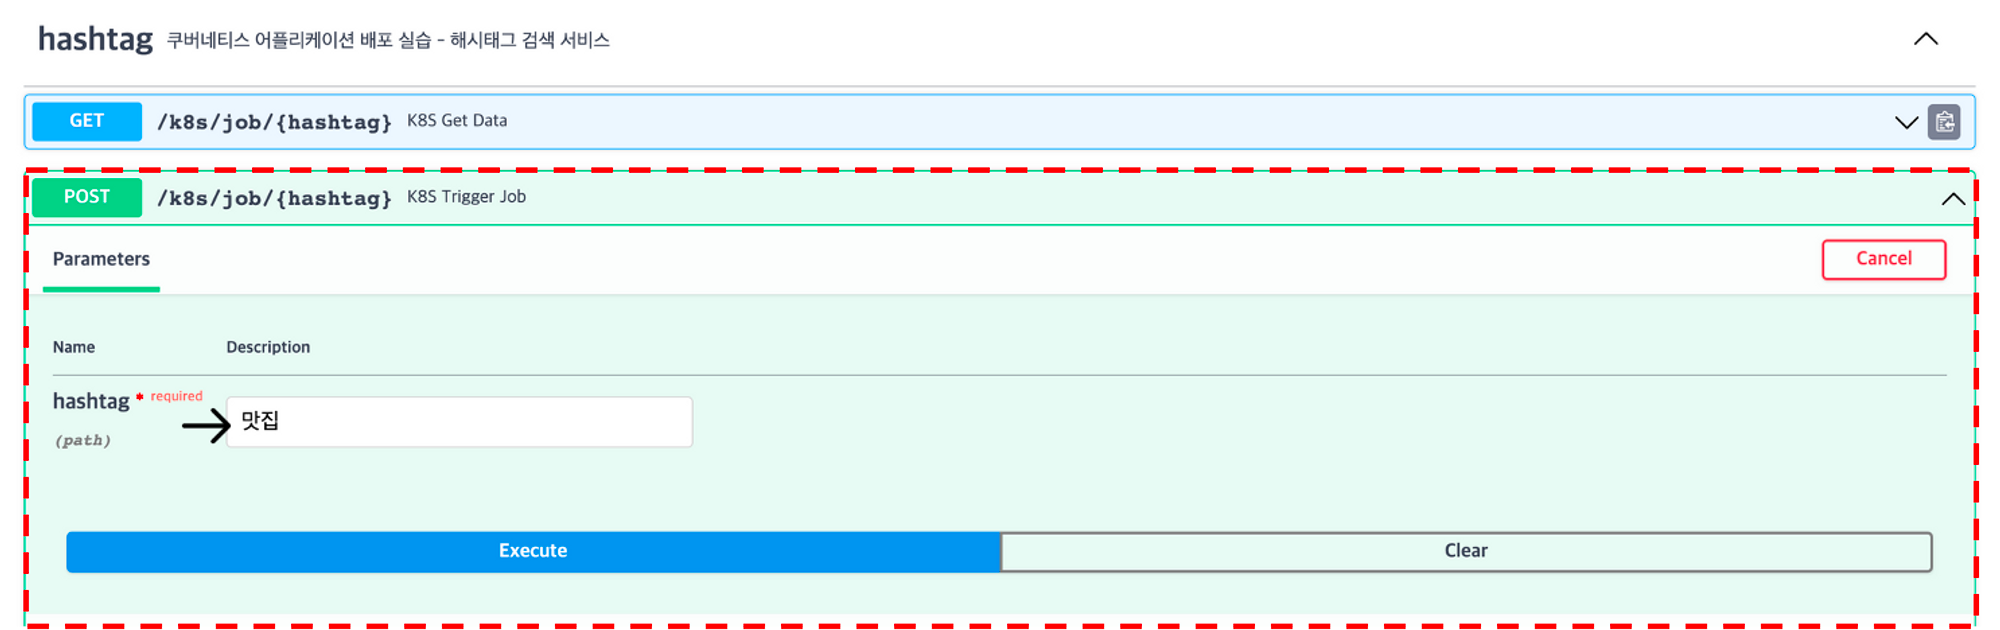 hashtag 쿠버네티스 어플리케이션 배포 실습 - 해시태그 검색 서비스
GET /k8s/job/{hashtag} K8S Get Data
POST /k8s/job/{hashtag} K8S Trigger Job
Parameters Cancel
Name Description
hashtag * required
(path)
맛집
Execute Clear